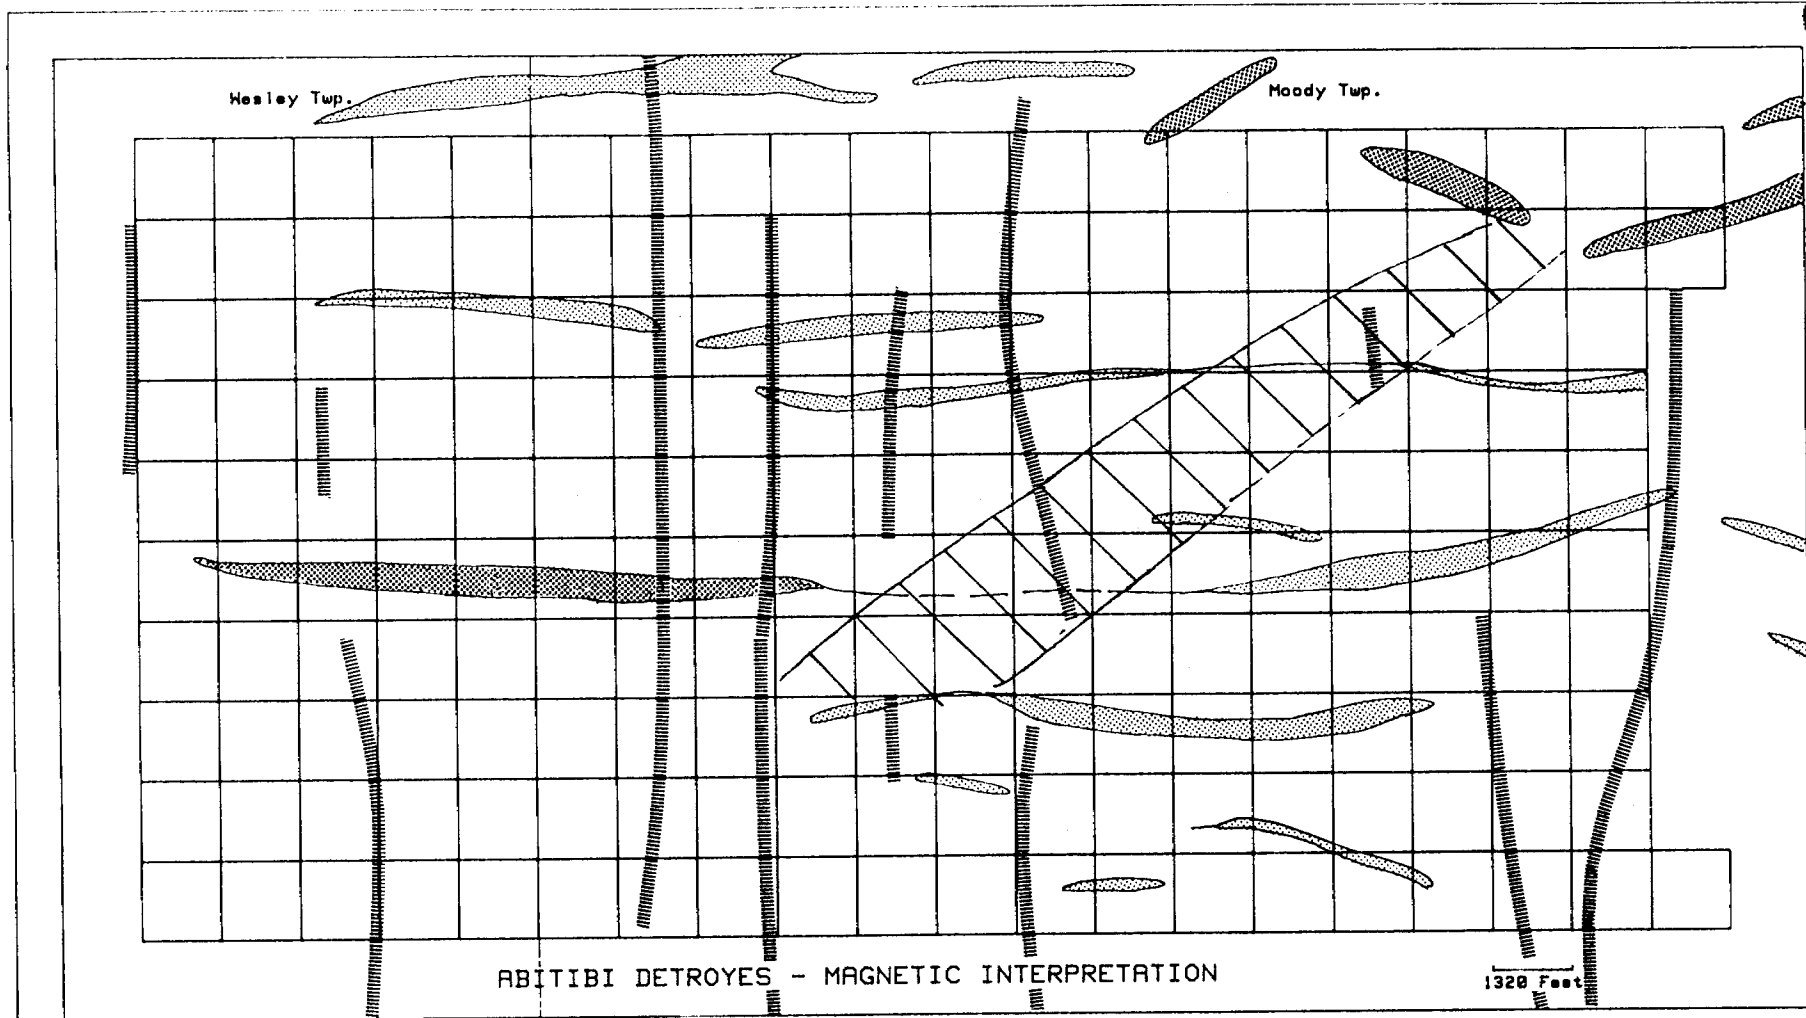 Wesley Twp.
Moody Twp.
ABITIBI DETROYES - MAGNETIC INTERPRETATION
1320 Feet